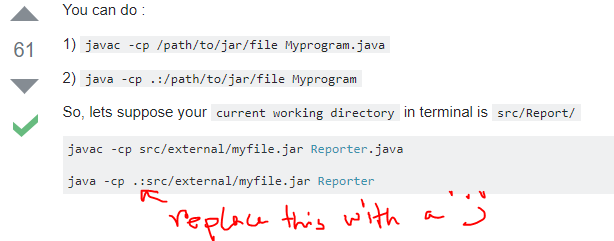 You can do :
61
1) javac -cp /path/to/jar/file Myprogram.java
2) java -cp .:/path/to/jar/file Myprogram
So, lets suppose your current working directory in terminal is src/Report/
javac -cp src/external/myfile.jar Reporter.java
java -cp .:src/external/myfile.jar Reporter
replace this with a ';'